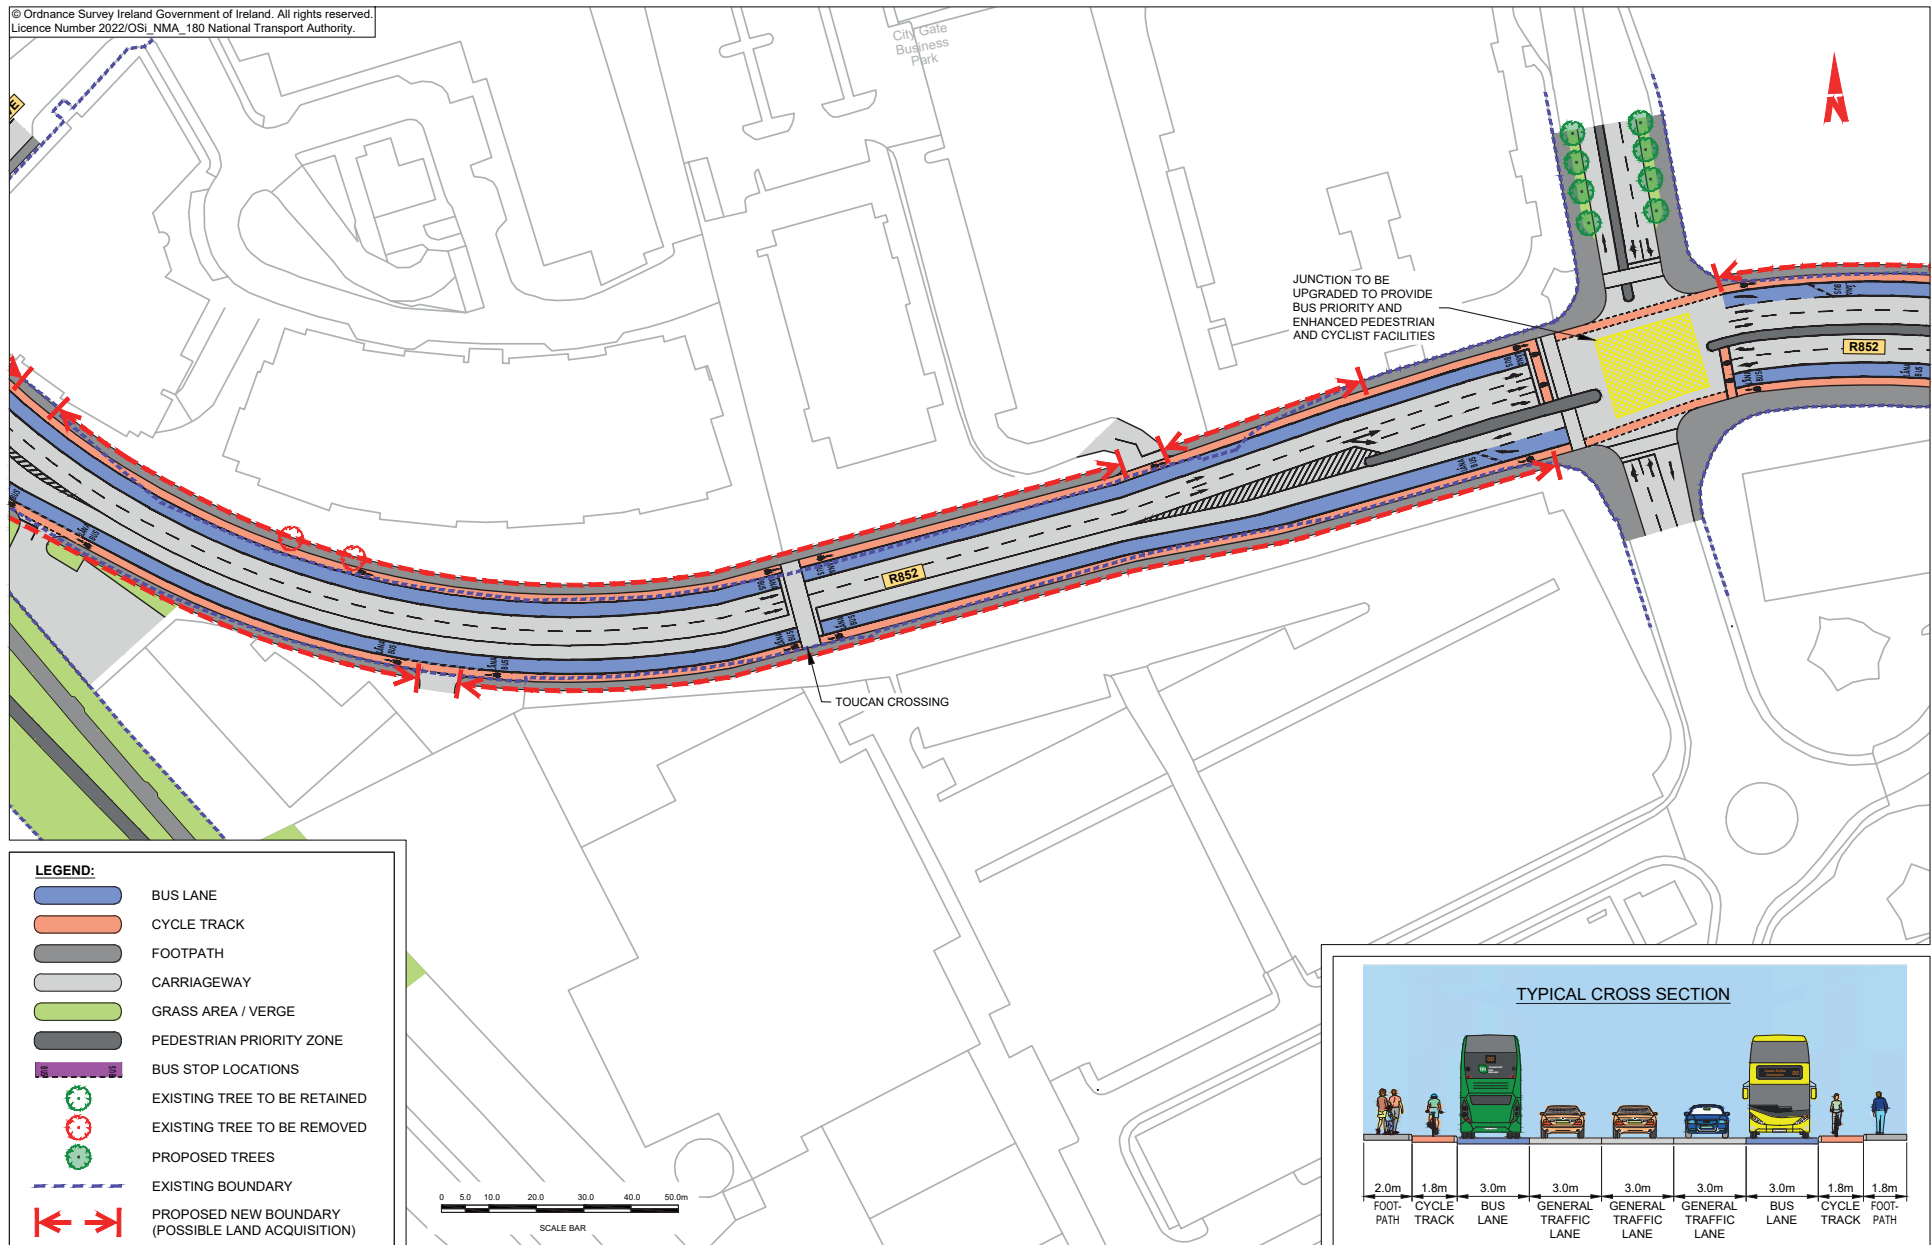 © Ordnance Survey Ireland Government of Ireland. All rights reserved.
Licence Number 2022/OSi_NMA_180 National Transport Authority.
City Gate
Business
Park
JUNCTION TO BE
UPGRADED TO PROVIDE
BUS PRIORITY AND
ENHANCED PEDESTRIAN
AND CYCLIST FACILITIES
N
R852
R852
LÁNA
BUS
TOUCAN CROSSING
LEGEND:
BUS LANE
CYCLE TRACK
FOOTPATH
CARRIAGEWAY
GRASS AREA / VERGE
PEDESTRIAN PRIORITY ZONE
BUS BUS
BUS STOP LOCATIONS
EXISTING TREE TO BE RETAINED
EXISTING TREE TO BE REMOVED
PROPOSED TREES
EXISTING BOUNDARY
PROPOSED NEW BOUNDARY
(POSSIBLE LAND ACQUISITION)
0 5.0 10.0 20.0 30.0 40.0 50.0m
SCALE BAR
TYPICAL CROSS SECTION
2.0m 1.8m 3.0m 3.0m 3.0m 3.0m 3.0m 1.8m 1.8m
FOOT- CYCLE BUS GENERAL GENERAL GENERAL BUS CYCLE FOOT-
PATH TRACK LANE TRAFFIC TRAFFIC TRAFFIC LANE TRACK PATH
LANE LANE LANE